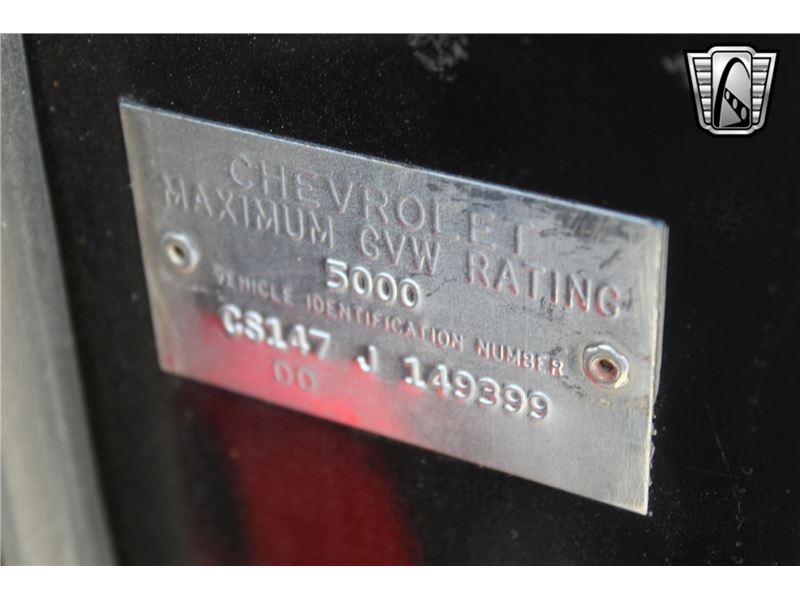 CHEVROLET
MAXIMUM GVW RATING
5000
VEHICLE IDENTIFICATION NUMBER
CS147 J 149399
00